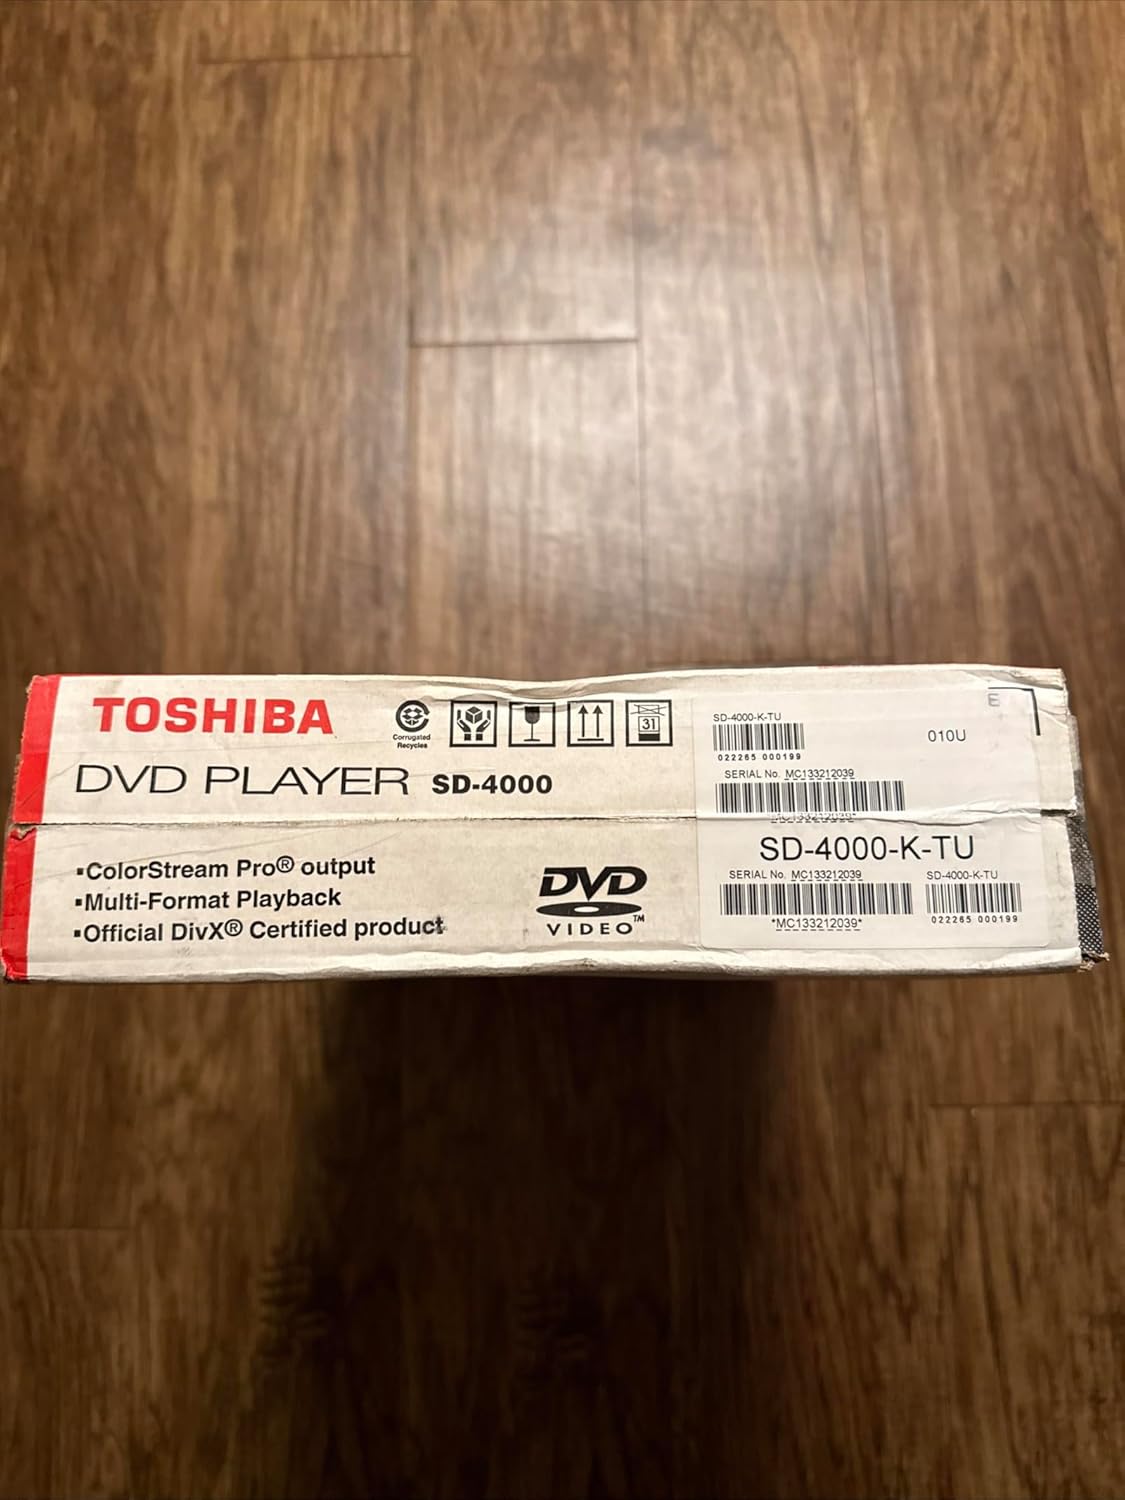 TOSHIBA
Corrugated
Recycles
31
DVD PLAYER SD-4000
▪ColorStream Pro® output
▪Multi-Format Playback
▪Official DivX® Certified product
DVD
VIDEO™
E
SD-4000-K-TU
010U
022265 000199
SERIAL No. MC133212039
*MC133212039*
SD-4000-K-TU
SERIAL No. MC133212039
*MC133212039*
SD-4000-K-TU
022265 000199